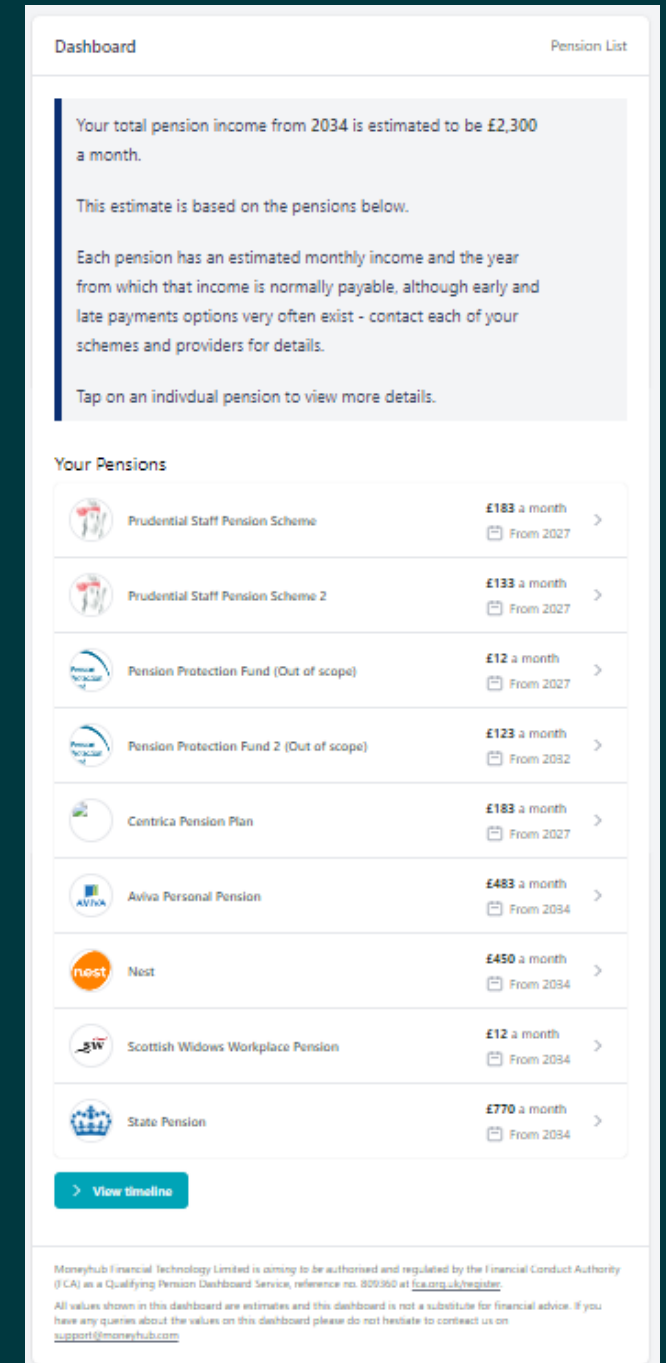 Dashboard
Pension List
Your total pension income from 2034 is estimated to be £2,300
a month.
This estimate is based on the pensions below.
Each pension has an estimated monthly income and the year
from which that income is normally payable, although early and
late payments options very often exist - contact each of your
schemes and providers for details.
Tap on an indivdual pension to view more details.
Your Pensions
Prudential Staff Pension Scheme
£183 a month
From 2027
Prudential Staff Pension Scheme 2
£133 a month
From 2027
Pension Protection Fund (Out of scope)
£12 a month
From 2027
Pension Protection Fund 2 (Out of scope)
£123 a month
From 2032
Centrica Pension Plan
£183 a month
From 2027
AVIVA
Aviva Personal Pension
£483 a month
From 2034
nest
Nest
£450 a month
From 2034
SW
Scottish Widows Workplace Pension
£12 a month
From 2034
State Pension
£770 a month
From 2034
View timeline
Moneyhub Financial Technology Limited is aiming to be authorised and regulated by the Financial Conduct Authority
(FCA) as a Qualifying Pension Dashboard Service, reference no. 809360 at fca.org.uk/register.
All values shown in this dashboard are estimates and this dashboard is not a substitute for financial advice. If you
have any queries about the values on this dashboard please do not hestiate to conteact us on
support@moneyhub.com